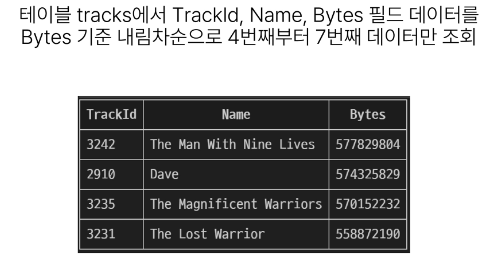 테이블 tracks에서 TrackId, Name, Bytes 필드 데이터를
Bytes 기준 내림차순으로 4번째부터 7번째 데이터만 조회
TrackId Name Bytes
3242 The Man With Nine Lives 577829804
2910 Dave 574325829
3235 The Magnificent Warriors 570152232
3231 The Lost Warrior 558872190